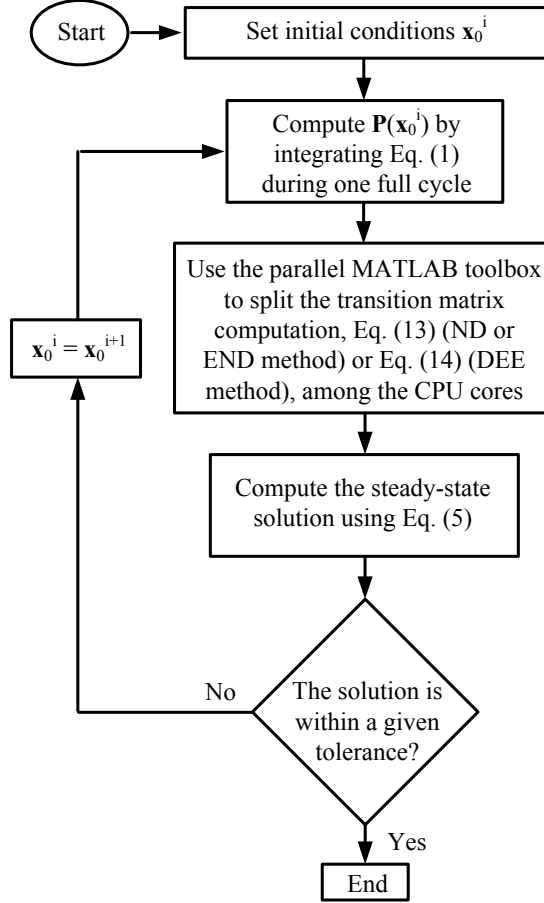 Start
Set initial conditions x₀ⁱ
Compute P(x₀ⁱ) by
integrating Eq. (1)
during one full cycle
Use the parallel MATLAB toolbox
to split the transition matrix
computation, Eq. (13) (ND or
END method) or Eq. (14) (DEE
method), among the CPU cores
x₀ⁱ = x₀ⁱ⁺¹
Compute the steady-state
solution using Eq. (5)
No
The solution is
within a given
tolerance?
Yes
End